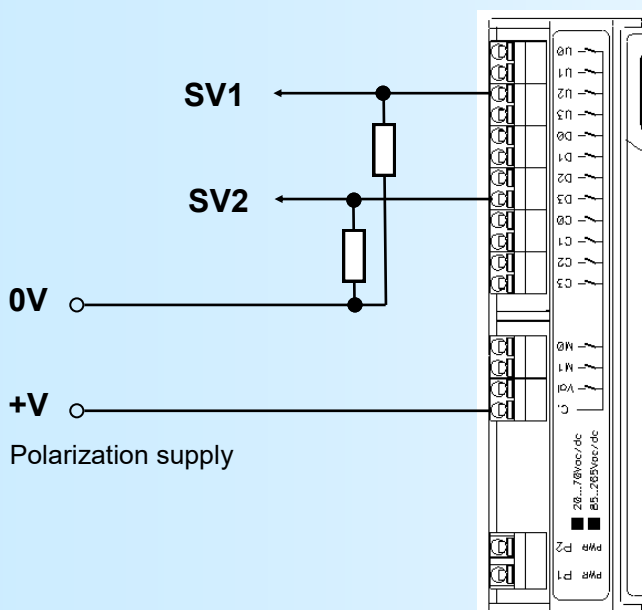 U0
U1
SV1
U2
U3
D0
D1
D2
SV2
D3
C0
C1
C2
C3
0V
M0
M1
Val
+V
C.
Polarization supply
20...70Vac/dc
85..265Vac/dc
P2 PWR
P1 PWR